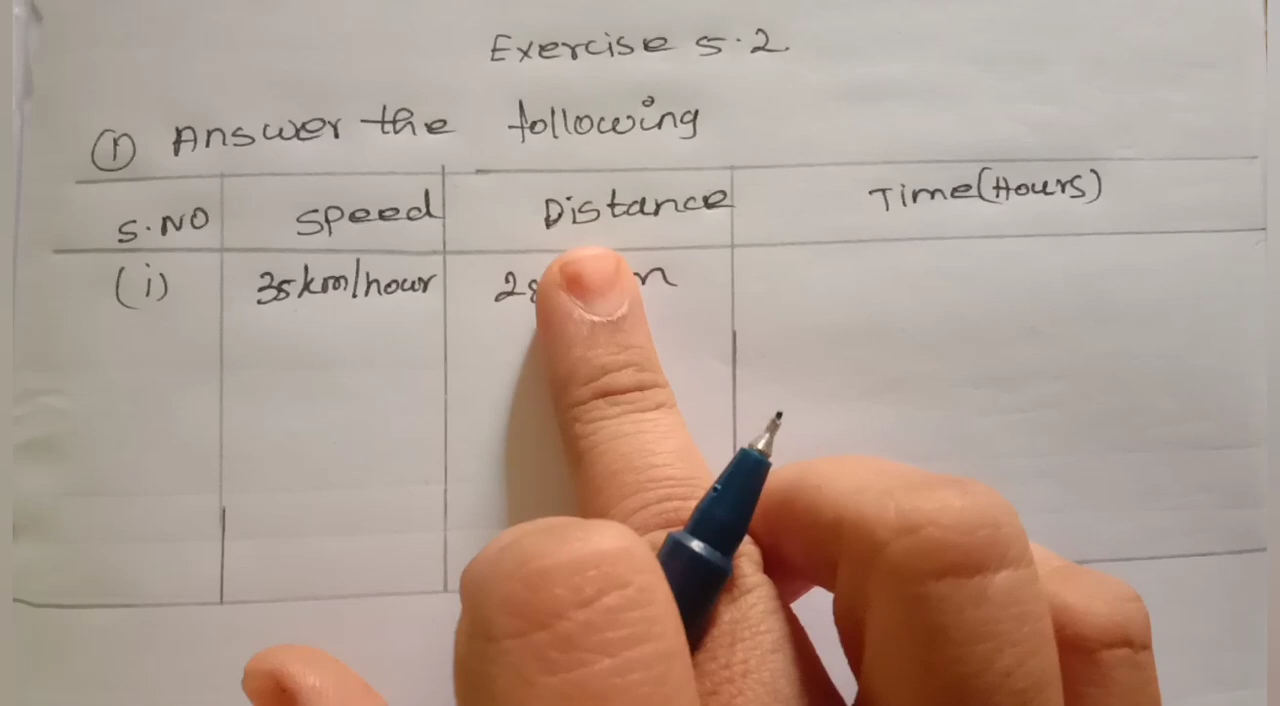 Exercise 5.2
① Answer the following
S.NO Speed Distance Time(Hours)
(i) 35km/hour